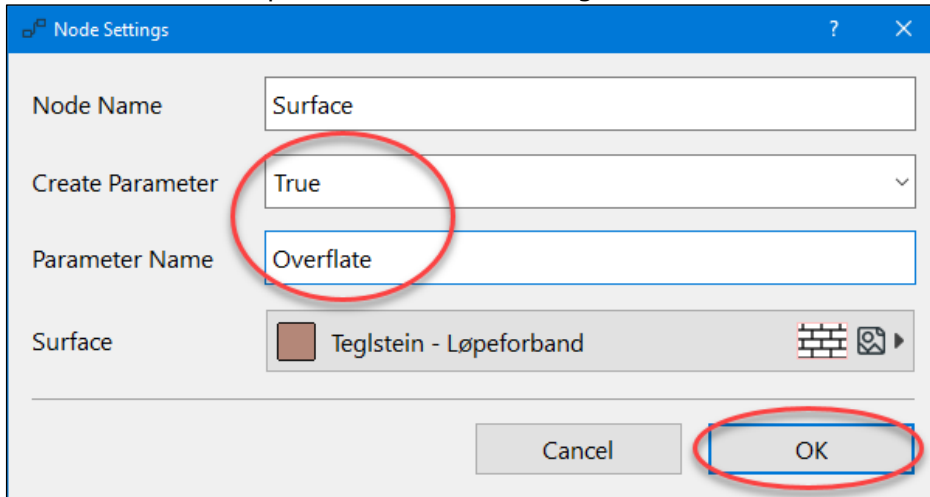 Node Settings ?
Node Name Surface
Create Parameter True
Parameter Name Overflate
Surface Teglstein - Løpeforband
Cancel OK